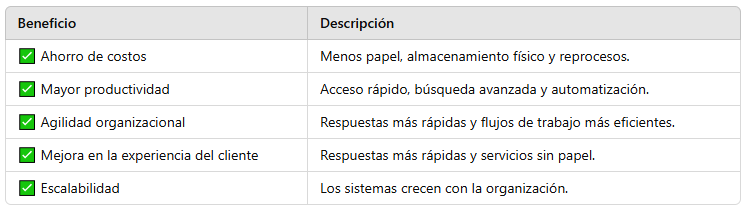 Beneficio Descripción
✅ Ahorro de costos Menos papel, almacenamiento físico y reprocesos.
✅ Mayor productividad Acceso rápido, búsqueda avanzada y automatización.
✅ Agilidad organizacional Respuestas más rápidas y flujos de trabajo más eficientes.
✅ Mejora en la experiencia del cliente Respuestas más rápidas y servicios sin papel.
✅ Escalabilidad Los sistemas crecen con la organización.